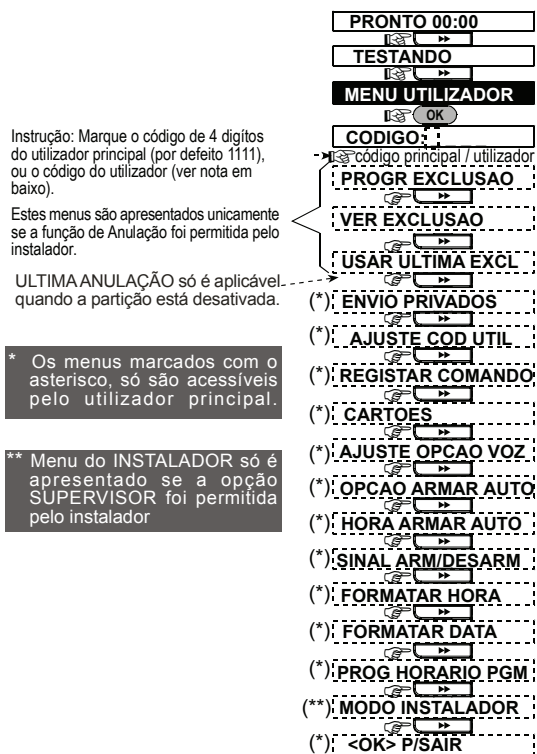 PRONTO 00:00
TESTANDO
MENU UTILIZADOR
OK
CODIGO:
código principal / utilizador
Instrução: Marque o código de 4 digítos
do utilizador principal (por defeito 1111),
ou o código do utilizador (ver nota em
baixo).
Estes menus são apresentados unicamente
se a função de Anulação foi permitida pelo
instalador.
ULTIMA ANULAÇÃO só é aplicável
quando a partição está desativada.
PROGR EXCLUSAO
VER EXCLUSAO
USAR ULTIMA EXCL
(*) ENVIO PRIVADOS
(*) AJUSTE COD UTIL
(*) REGISTAR COMANDO
(*) CARTOES
(*) AJUSTE OPCAO VOZ
(*) OPCAO ARMAR AUTO
(*) HORA ARMAR AUTO
(*) SINAL ARM/DESARM
(*) FORMATAR HORA
(*) FORMATAR DATA
(*) PROG HORARIO PGM
(**) MODO INSTALADOR
(*) <OK> P/SAIR
* Os menus marcados com o
asterisco, só são acessíveis
pelo utilizador principal.
** Menu do INSTALADOR só é
apresentado se a opção
SUPERVISOR foi permitida
pelo instalador